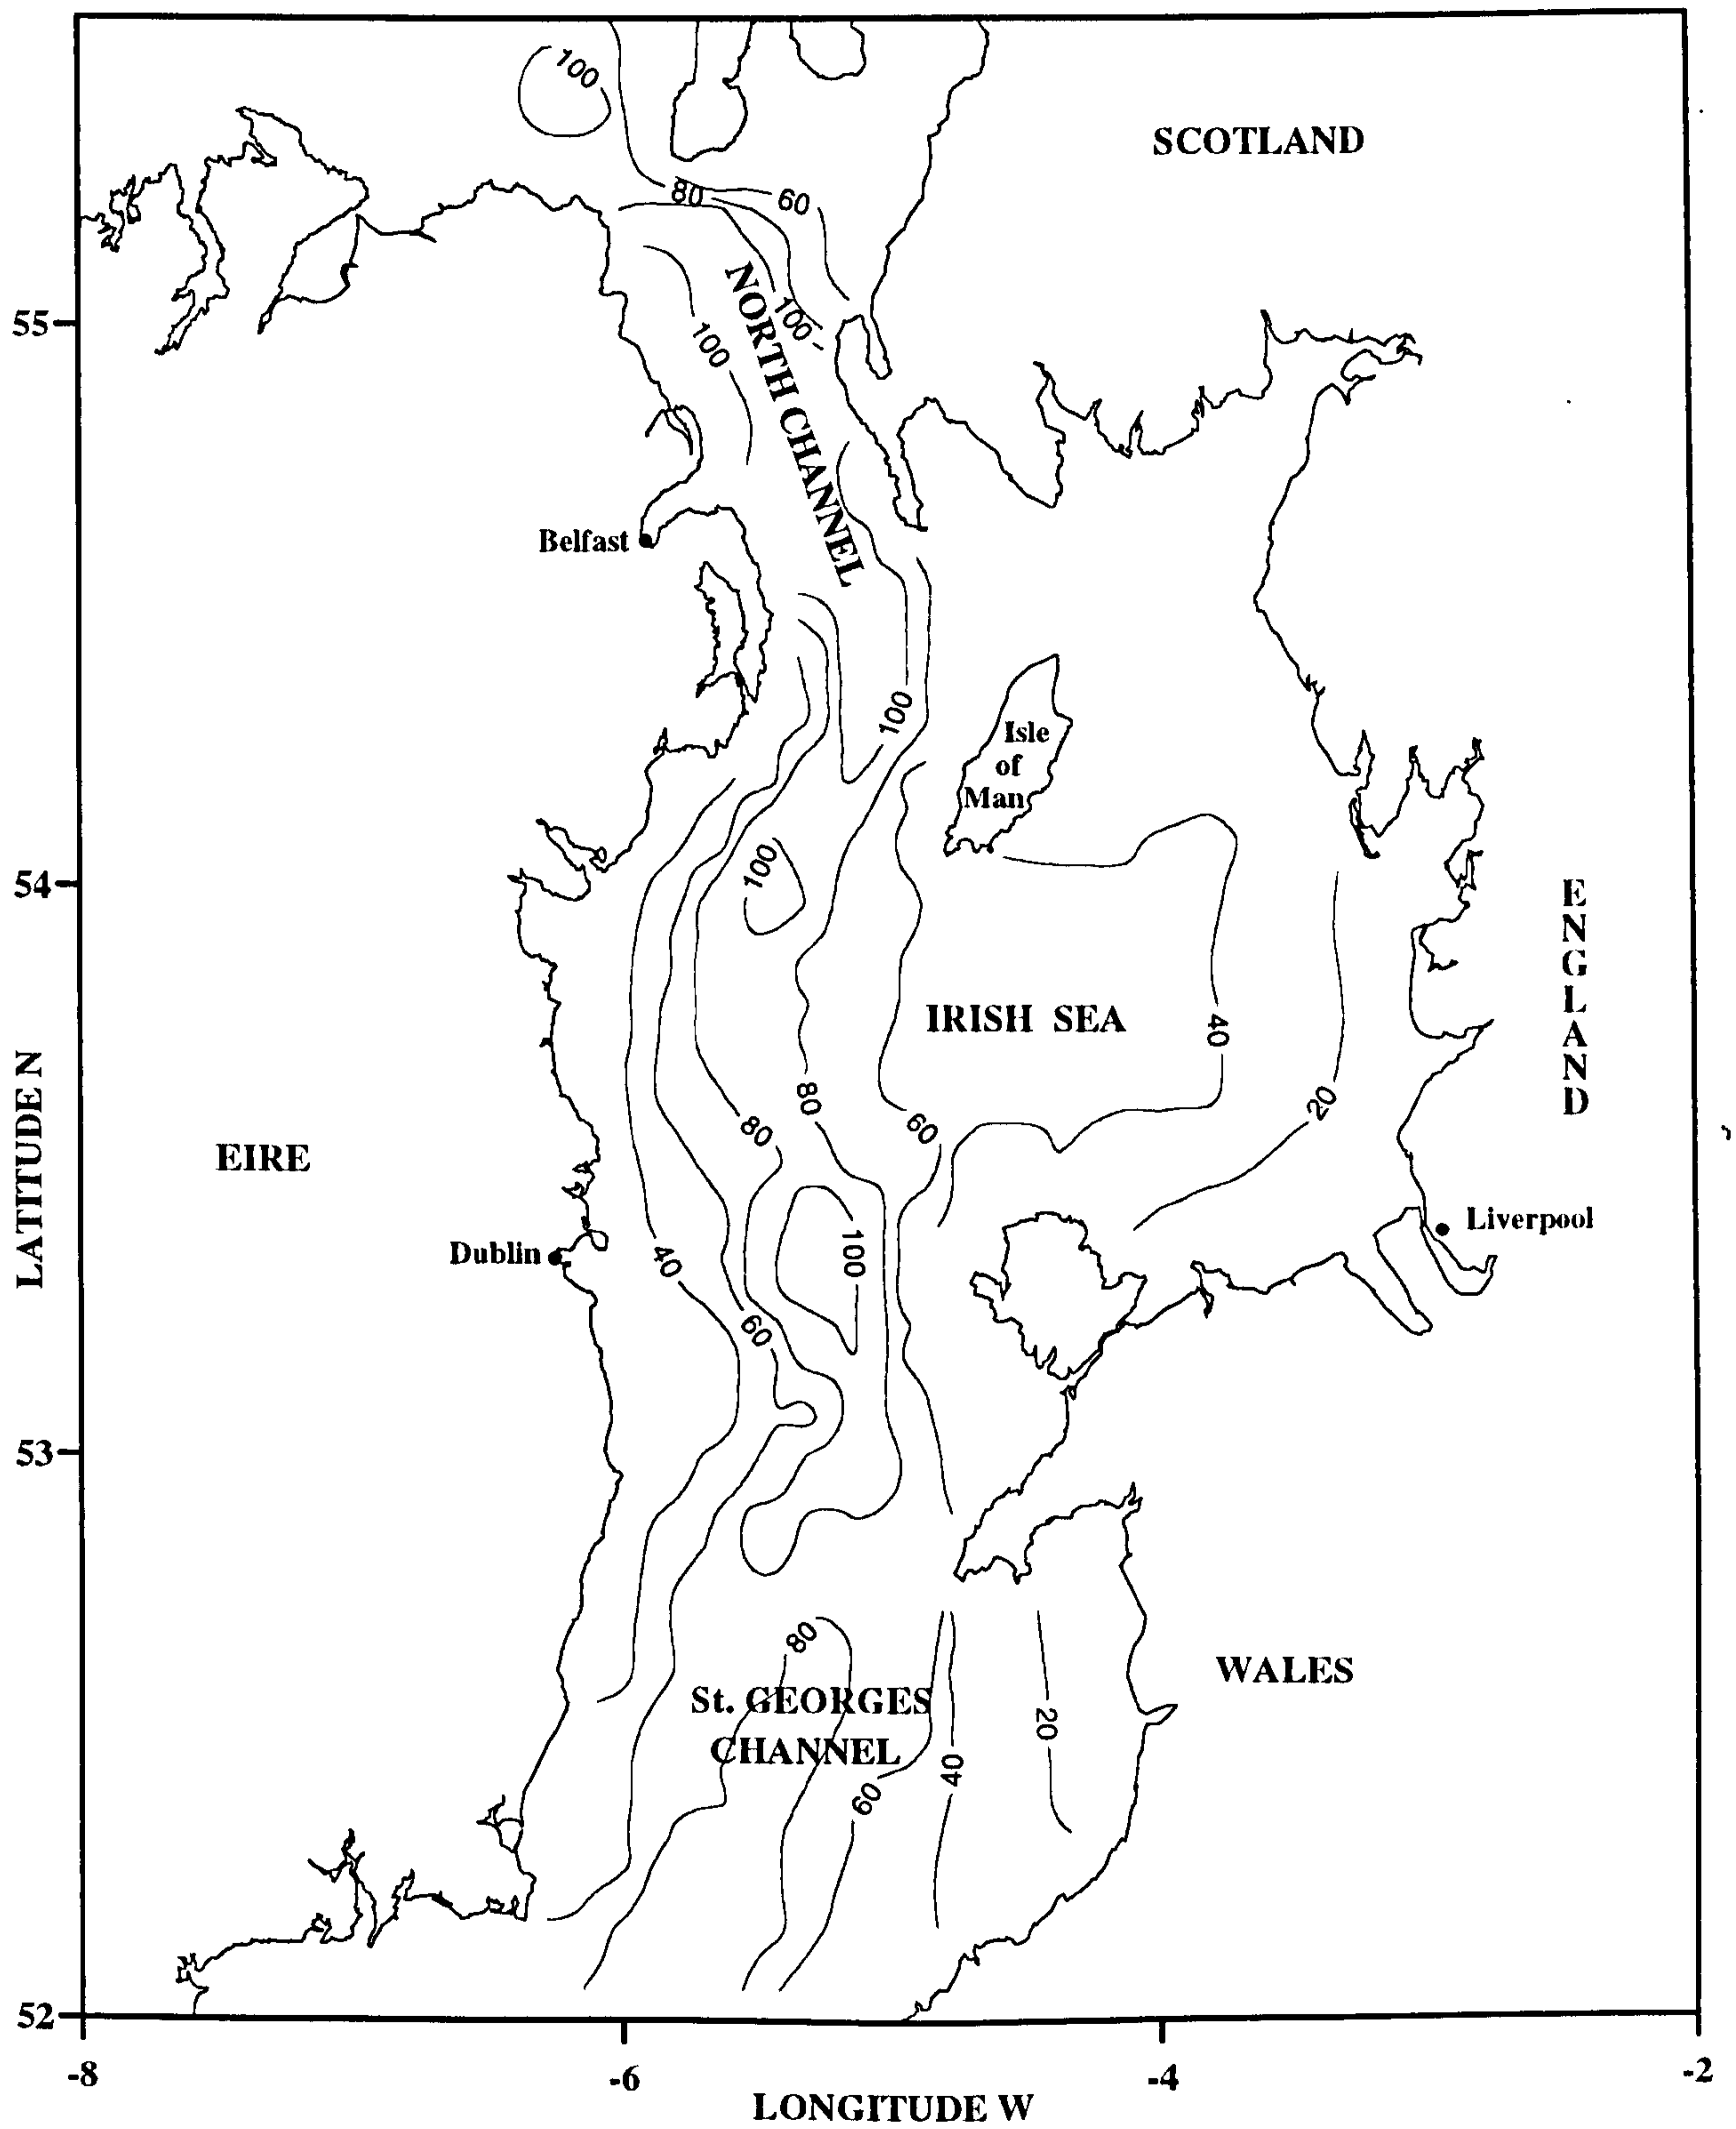 100
SCOTLAND
80
60
55
100
100
NORTH CHANNEL
Belfast
100
Isle
of
Man
100
54
ENGLAND
IRISH SEA
40
80
20
80
60
LATITUDE N
EIRE
Liverpool
Dublin
40
100
60
53
80
WALES
St. GEORGES
CHANNEL
20
40
60
52
-8
-6
-4
-2
LONGITUDE W